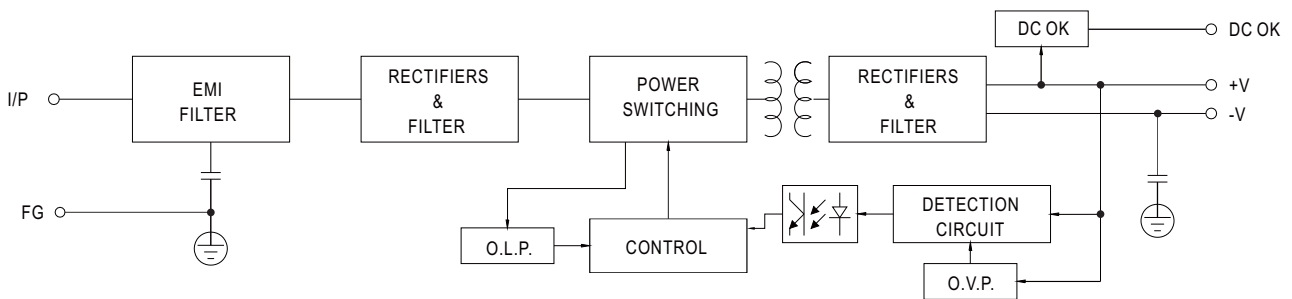 DC OK
DC OK
I/P
EMI
FILTER
RECTIFIERS
&
FILTER
POWER
SWITCHING
RECTIFIERS
&
FILTER
+V
-V
FG
O.L.P.
CONTROL
DETECTION
CIRCUIT
O.V.P.